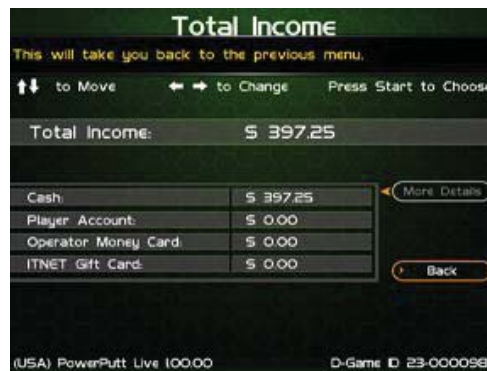 Total Income
This will take you back to the previous menu.
↑↓ to Move ← → to Change Press Start to Choose
Total Income: $ 397.25
Cash: $ 397.25
More Details
Player Account: $ 0.00
Operator Money Card: $ 0.00
ITNET Gift Card: $ 0.00
Back
(USA) PowerPutt Live 1.00.00 D-Game ID 23-000098